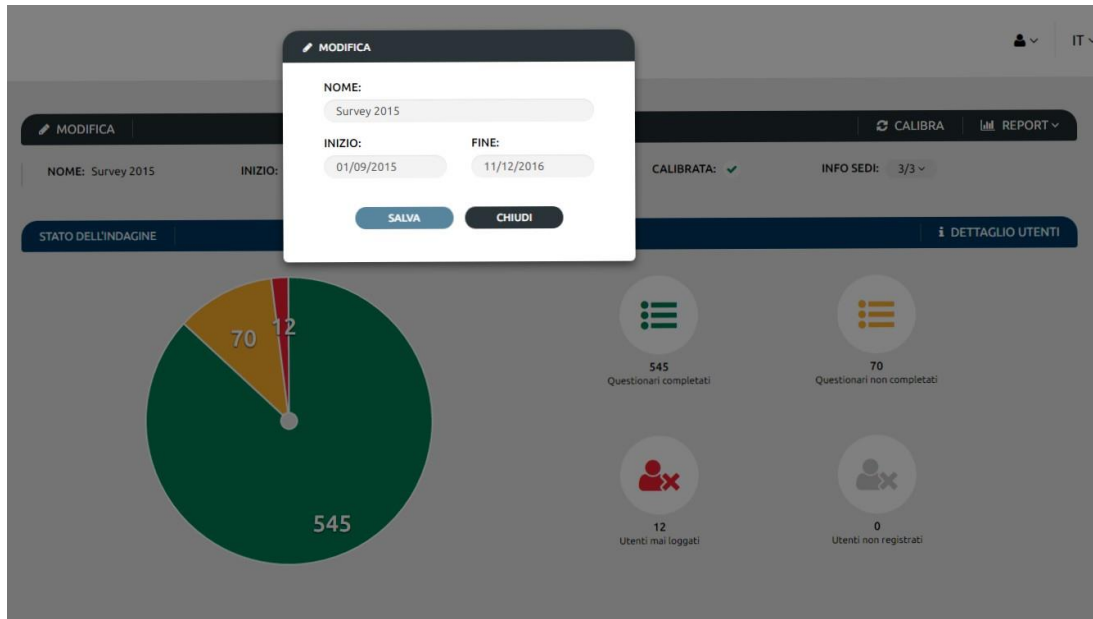 MODIFICA
NOME:
Survey 2015
INIZIO: FINE:
01/09/2015 11/12/2016
SALVA CHIUDI
IT
MODIFICA CALIBRA REPORT
NOME: Survey 2015 INIZIO: CALIBRATA: INFO SEDI: 3/3
STATO DELL'INDAGINE i DETTAGLIO UTENTI
70 12
545
545 70
Questionari completati Questionari non completati
12 0
Utenti mai loggati Utenti non registrati